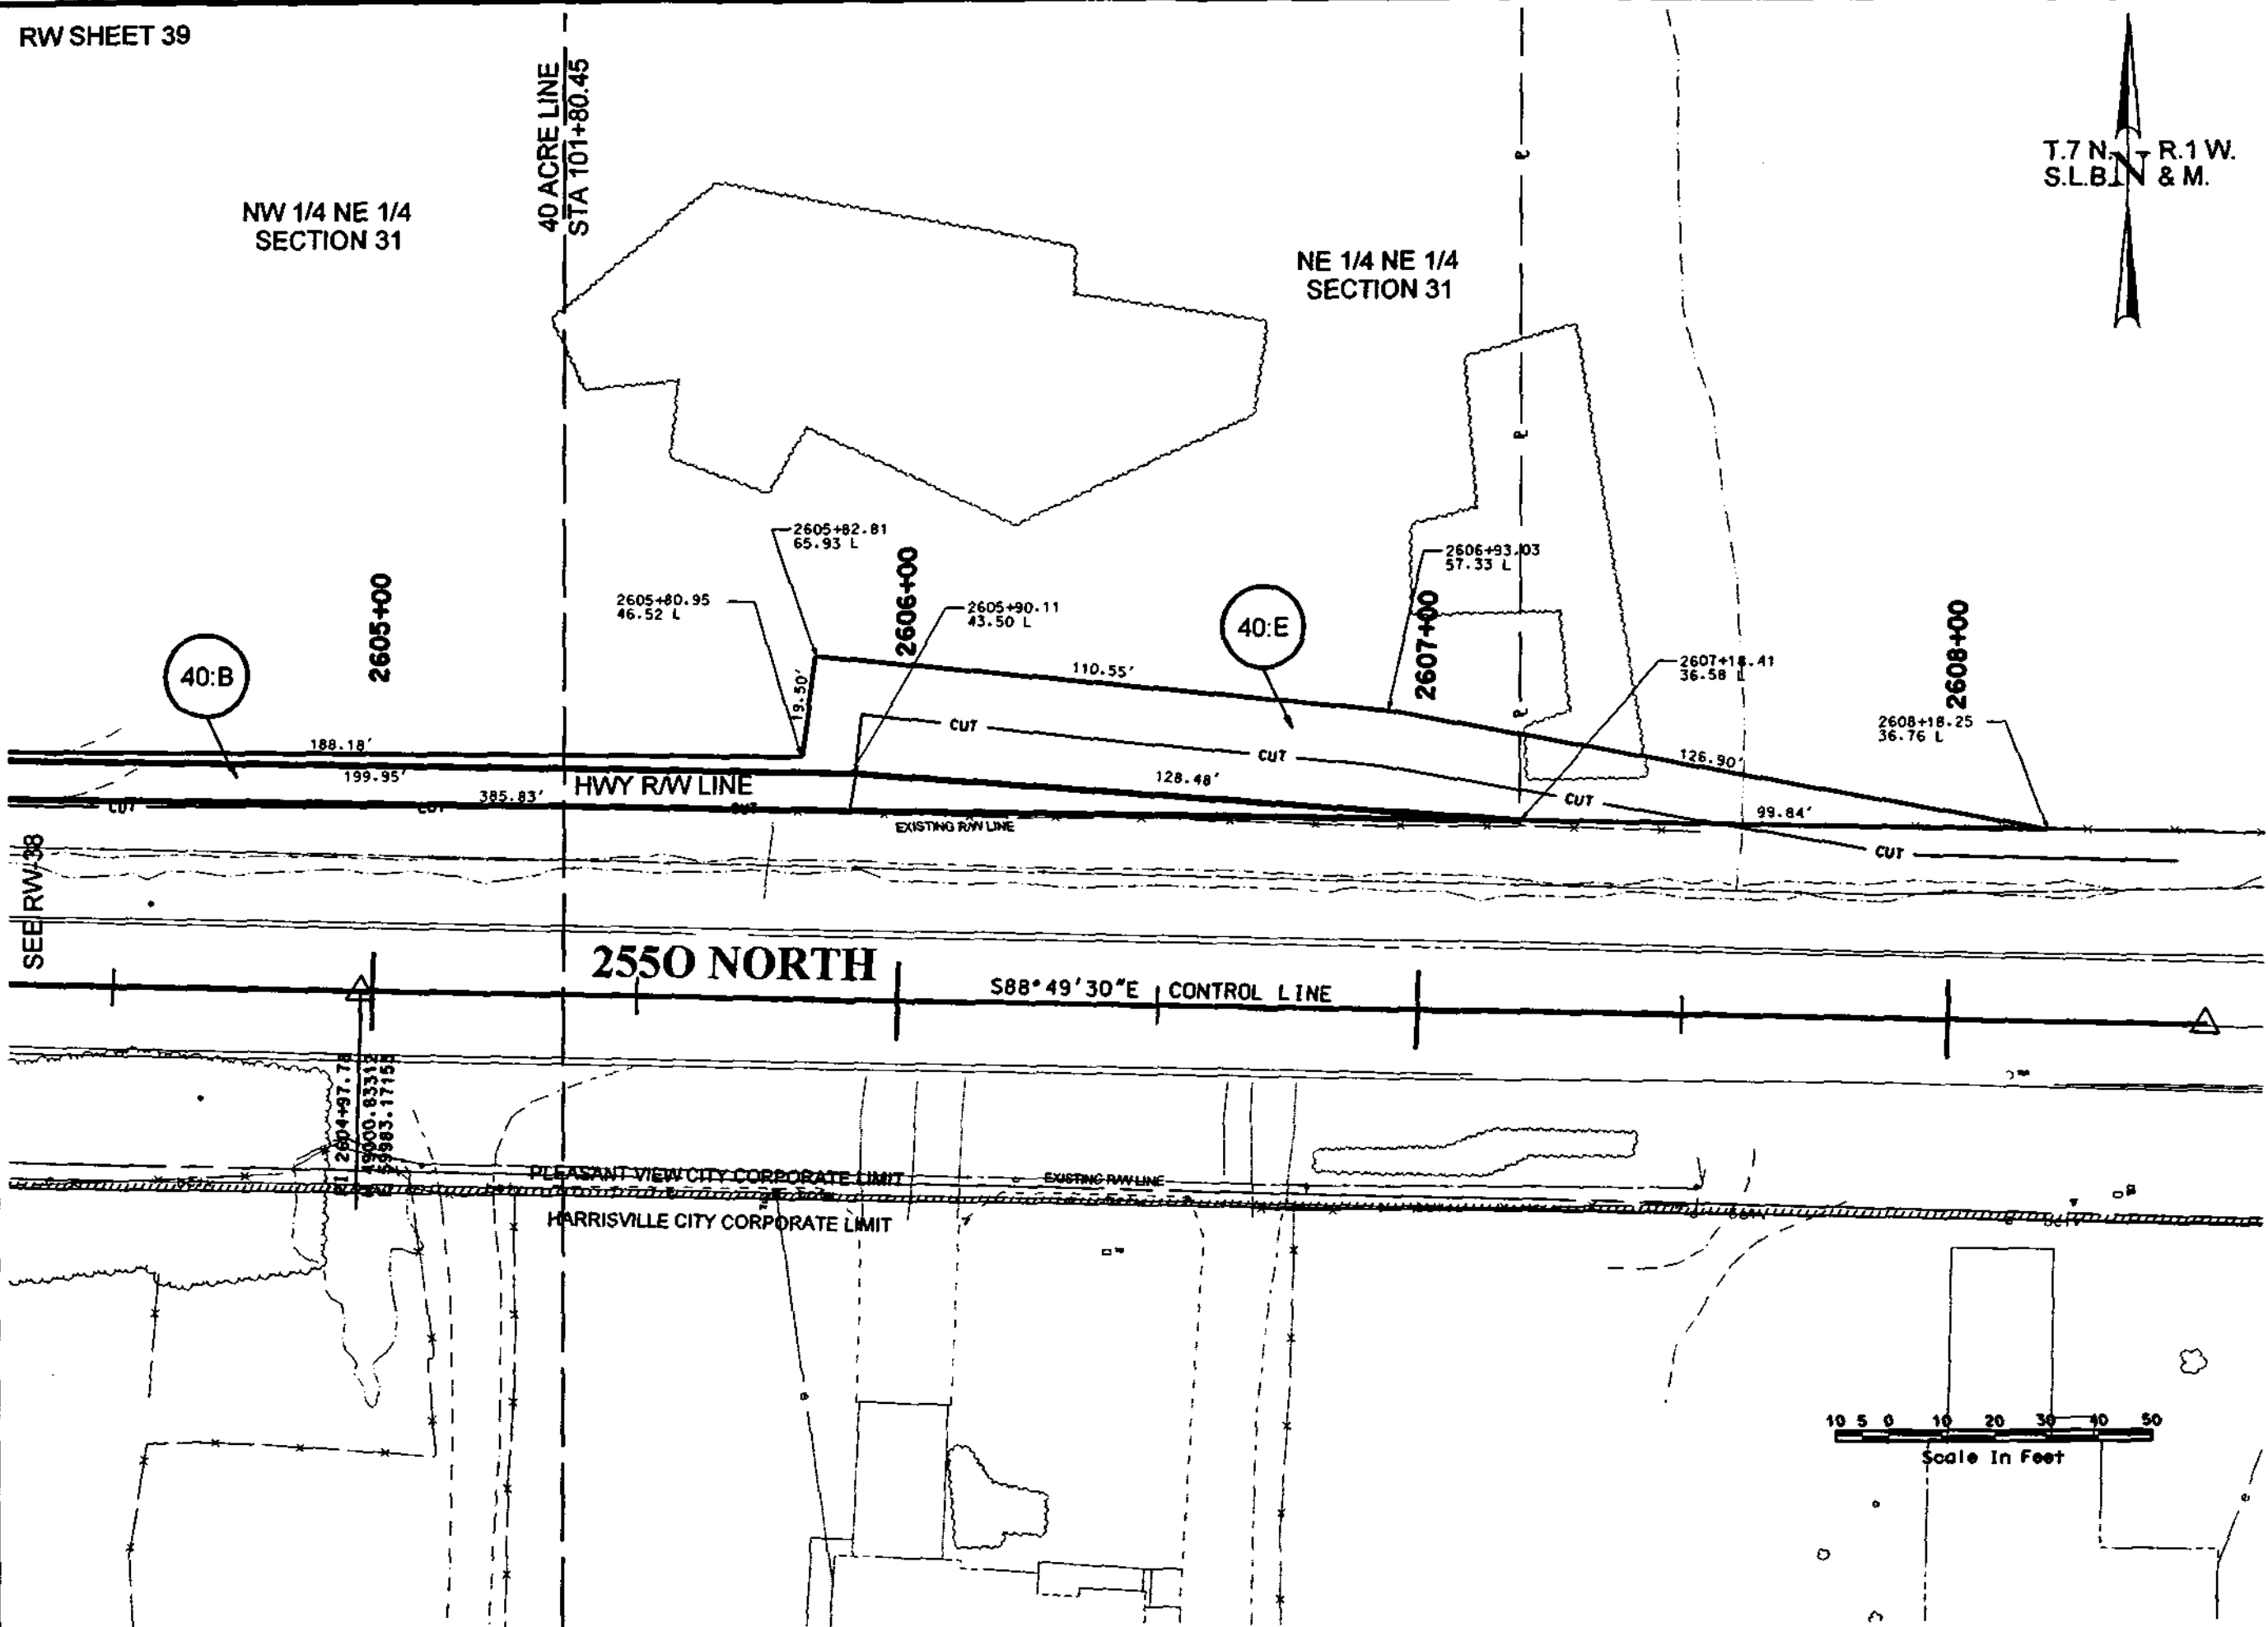 RW SHEET 39
40 ACRE LINE
STA 101+80.45
T.7 N. R.1 W.
S.L.B. N & M.
NW 1/4 NE 1/4
SECTION 31
NE 1/4 NE 1/4
SECTION 31
2605+82.81
65.93 L
2606+93.03
57.33 L
2605+00
2606+00
2607+00
2608+00
2605+80.95
46.52 L
2605+90.11
43.50 L
40:E
40:B
2607+18.41
36.58 L
19.50'
110.55'
2608+18.25
36.76 L
188.18'
CUT
CUT
126.90'
199.95'
HWY R/W LINE
128.48'
385.83'
CUT
CUT
CUT
CUT
99.84'
EXISTING R/W LINE
CUT
SEE RW-38
2550 NORTH
S88°49'30"E CONTROL LINE
PI 2604+97.78
PLEASANT VIEW CITY CORPORATE LIMIT
EXISTING R/W LINE
HARRISVILLE CITY CORPORATE LIMIT
10 5 0 10 20 30 40 50
Scale In Feet